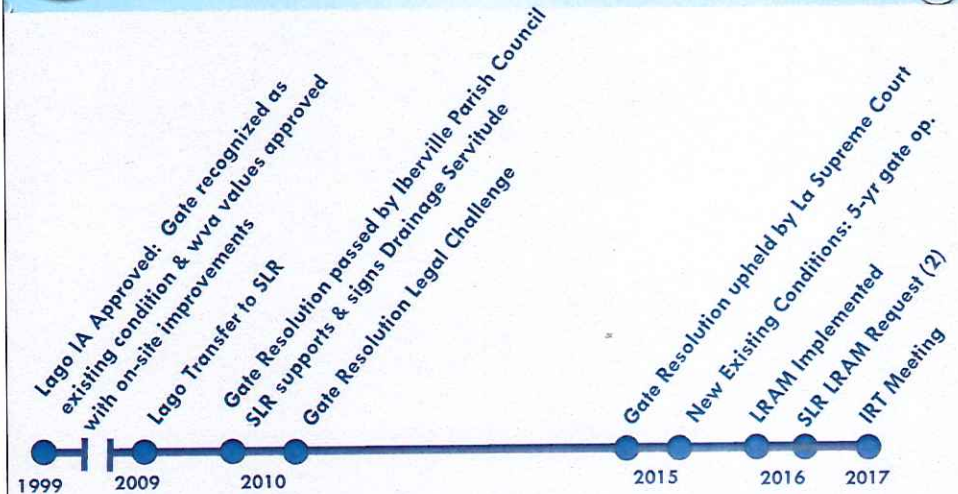 Lago IA Approved: Gate recognized as
existing condition & wva values approved
with on-site improvements
Lago Transfer to SLR
Gate Resolution passed by Iberville Parish Council
SLR supports & signs Drainage Servitude
Gate Resolution Legal Challenge
Gate Resolution upheld by La Supreme Court
New Existing Conditions: 5-yr gate op.
LRAM Implemented
SLR LRAM Request (2)
IRT Meeting
1999
2009
2010
2015
2016
2017